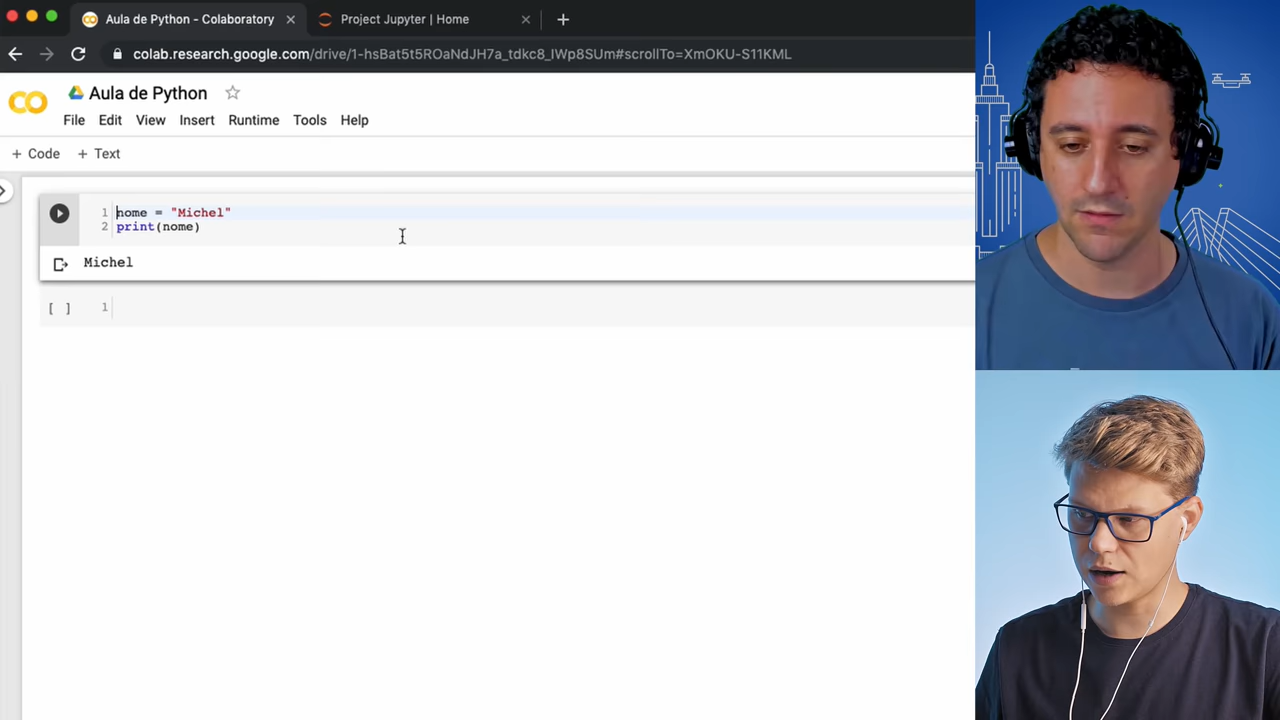 Aula de Python - Colaboratory
Project Jupyter | Home
colab.research.google.com/drive/1-hsBat5t5ROaNdJH7a_tdkc8_IWp8SUm#scrollTo=XmOKU-S11KML
Aula de Python
File Edit View Insert Runtime Tools Help
+ Code + Text
1 nome = "Michel"
2 print(nome)
Michel
[ ] 1